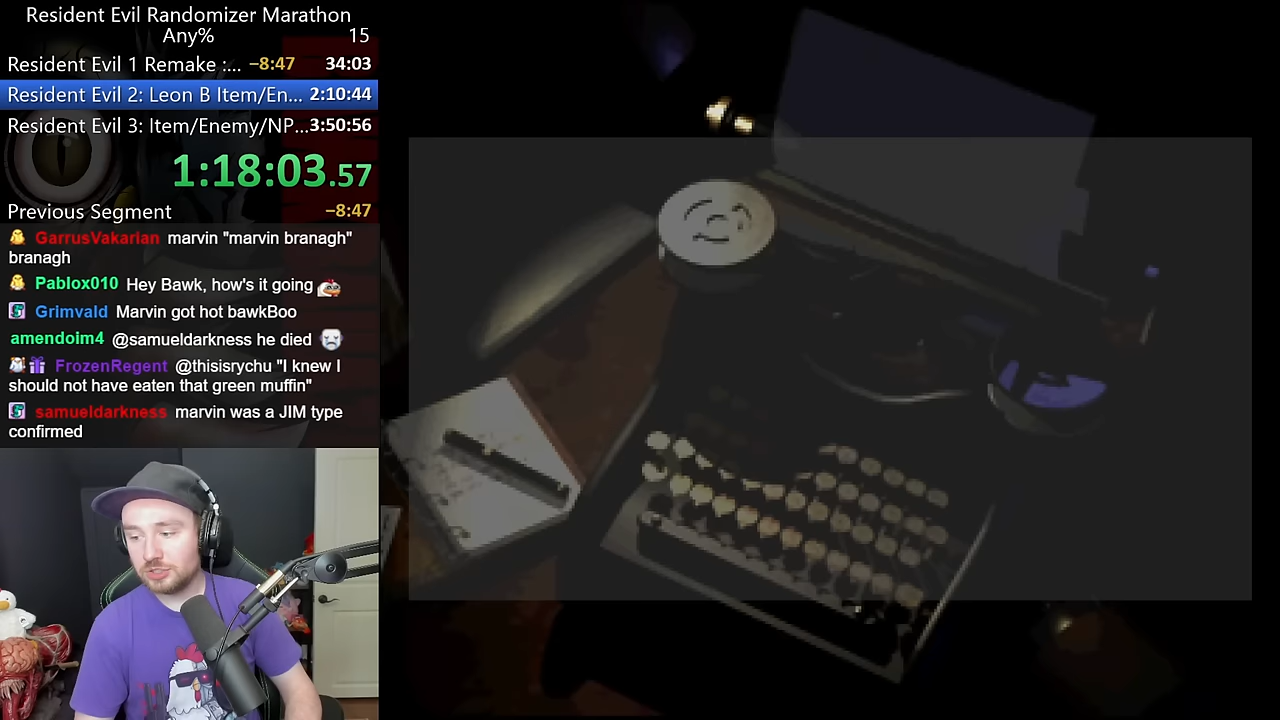 Resident Evil Randomizer Marathon
Any% 15
Resident Evil 1 Remake :... −8:47 34:03
Resident Evil 2: Leon B Item/En... 2:10:44
Resident Evil 3: Item/Enemy/NP... 3:50:56
1:18:03.57
Previous Segment −8:47
GarrusVakarian marvin "marvin branagh"
branagh
Pablox010 Hey Bawk, how's it going
Grimvald Marvin got hot bawkBoo
amendoim4 @samueldarkness he died
FrozenRegent @thisisrychu "I knew I
should not have eaten that green muffin"
samueldarkness marvin was a JIM type
confirmed